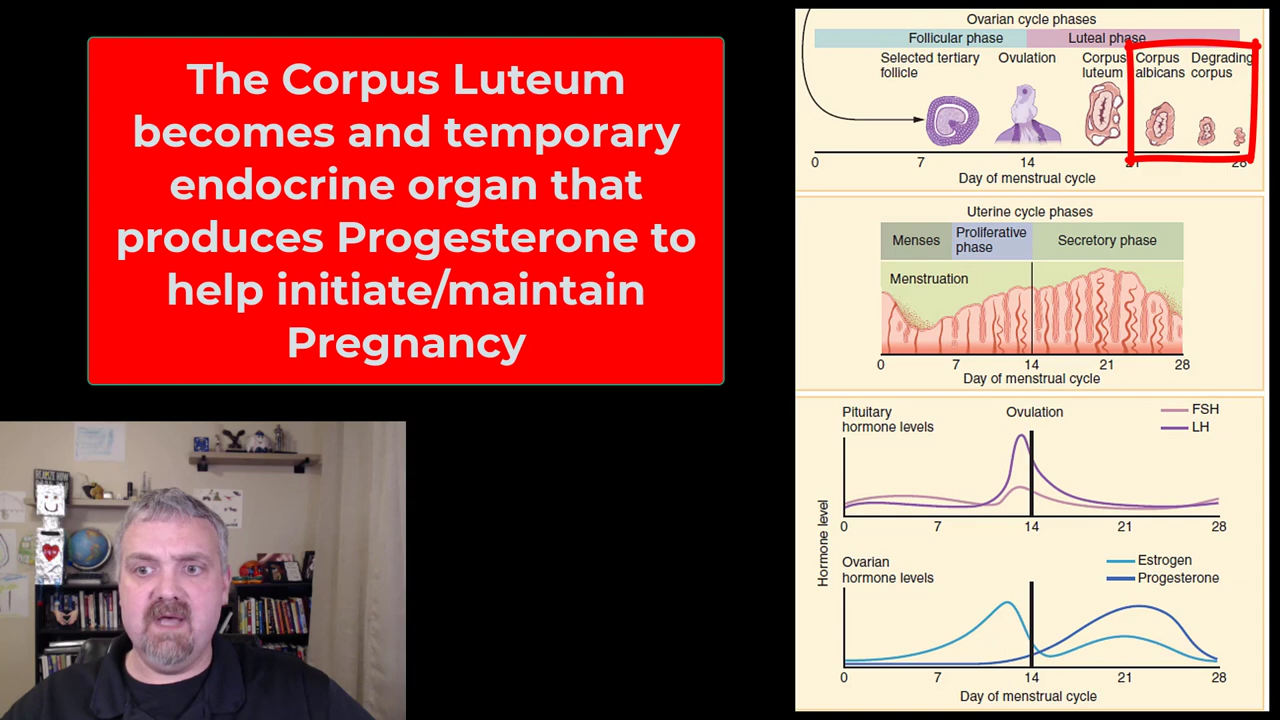 The Corpus Luteum
becomes and temporary
endocrine organ that
produces Progesterone to
help initiate/maintain
Pregnancy
Ovarian cycle phases
Follicular phase
Luteal phase
Selected tertiary
follicle
Ovulation
Corpus
luteum
Corpus
albicans
Degrading
corpus
0 7 14 21 28
Day of menstrual cycle
Uterine cycle phases
Menses
Proliferative
phase
Secretory phase
Menstruation
0 7 14 21 28
Day of menstrual cycle
Pituitary
hormone levels
Ovulation
FSH
LH
0 7 14 21 28
Hormone level
Ovarian
hormone levels
Estrogen
Progesterone
0 7 14 21 28
Day of menstrual cycle